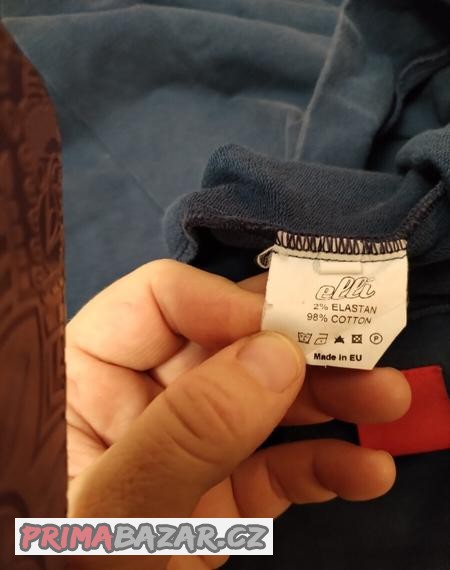 elli
2% ELASTAN
98% COTTON
Made in EU
PRIMABAZAR.CZ